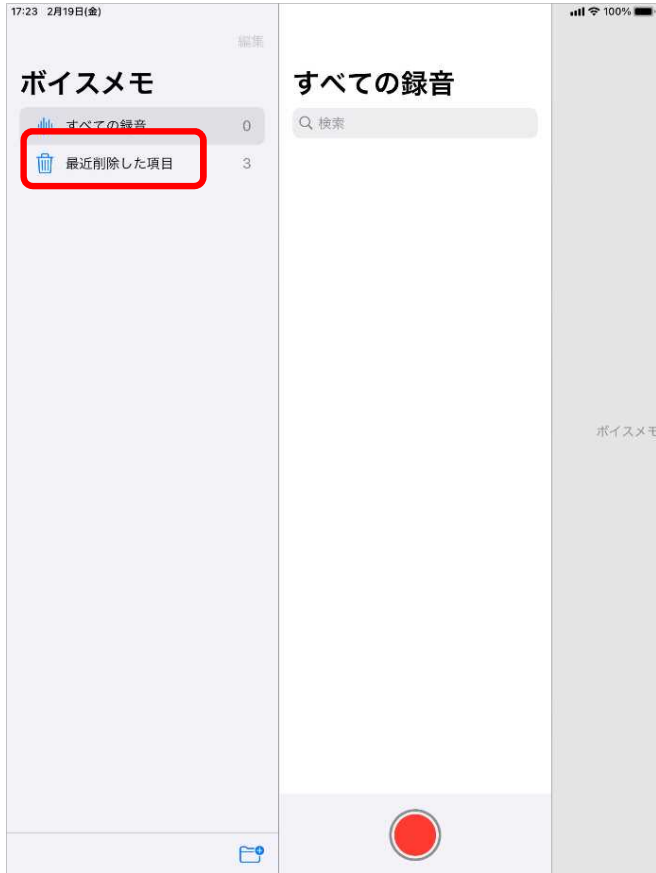 17:23 2月19日(金)
100%
編集
ボイスメモ
すべての録音 0
最近削除した項目 3
すべての録音
検索
ボイスメモ